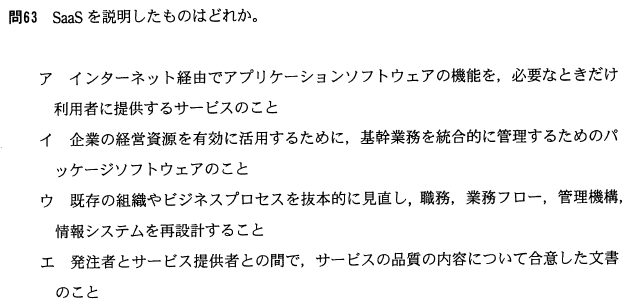 問63 SaaSを説明したものはどれか。
ア インターネット経由でアプリケーションソフトウェアの機能を，必要なときだけ
利用者に提供するサービスのこと
イ 企業の経営資源を有効に活用するために，基幹業務を統合的に管理するためのパ
ッケージソフトウェアのこと
ウ 既存の組織やビジネスプロセスを抜本的に見直し，職務，業務フロー，管理機構，
情報システムを再設計すること
エ 発注者とサービス提供者との間で，サービスの品質の内容について合意した文書
のこと